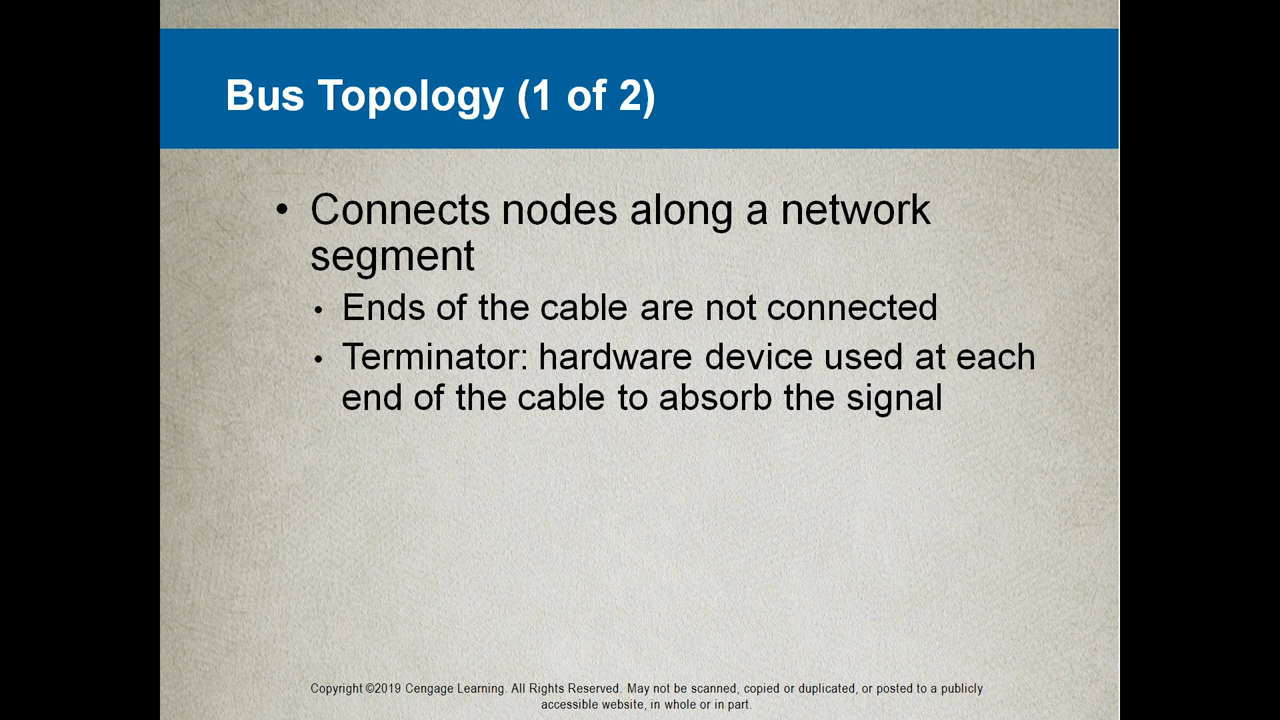 Bus Topology (1 of 2)
• Connects nodes along a network
segment
• Ends of the cable are not connected
• Terminator: hardware device used at each
end of the cable to absorb the signal
Copyright ©2019 Cengage Learning. All Rights Reserved. May not be scanned, copied or duplicated, or posted to a publicly
accessible website, in whole or in part.